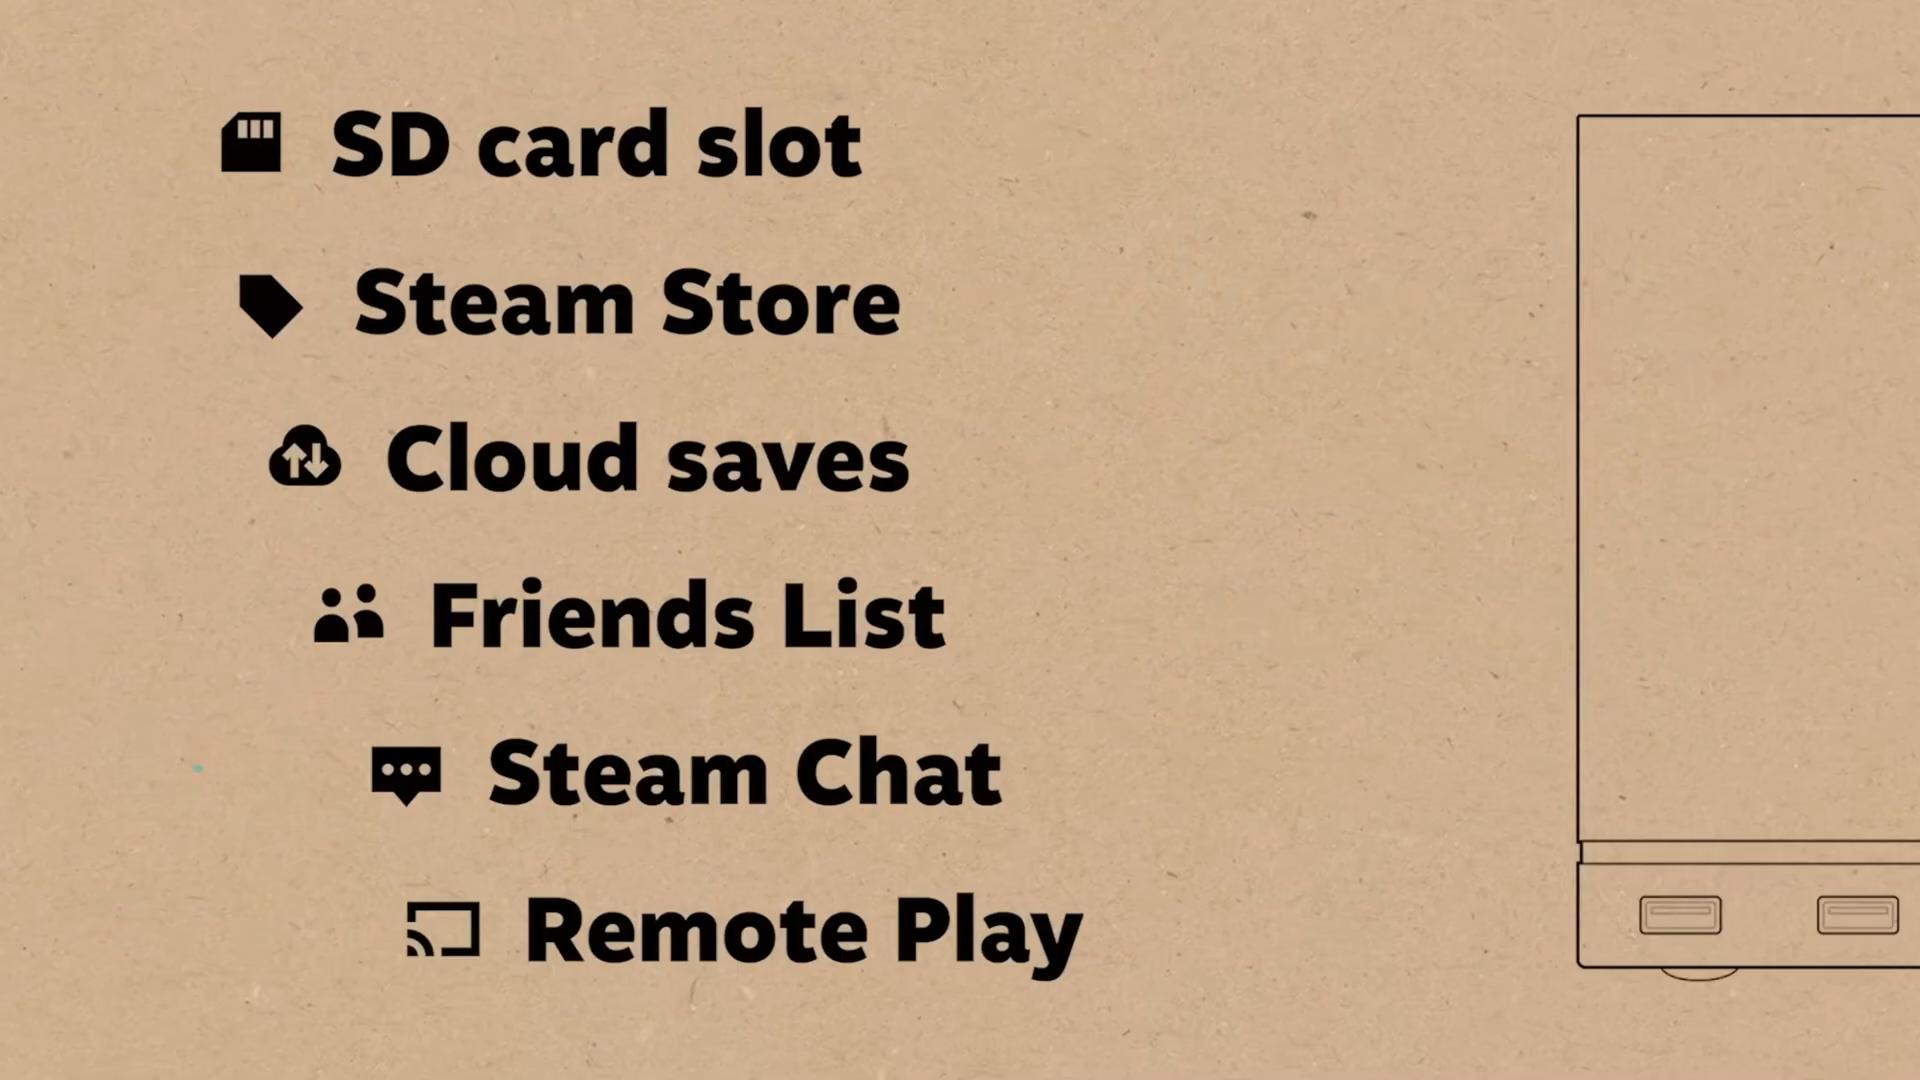 SD card slot
Steam Store
Cloud saves
Friends List
Steam Chat
Remote Play